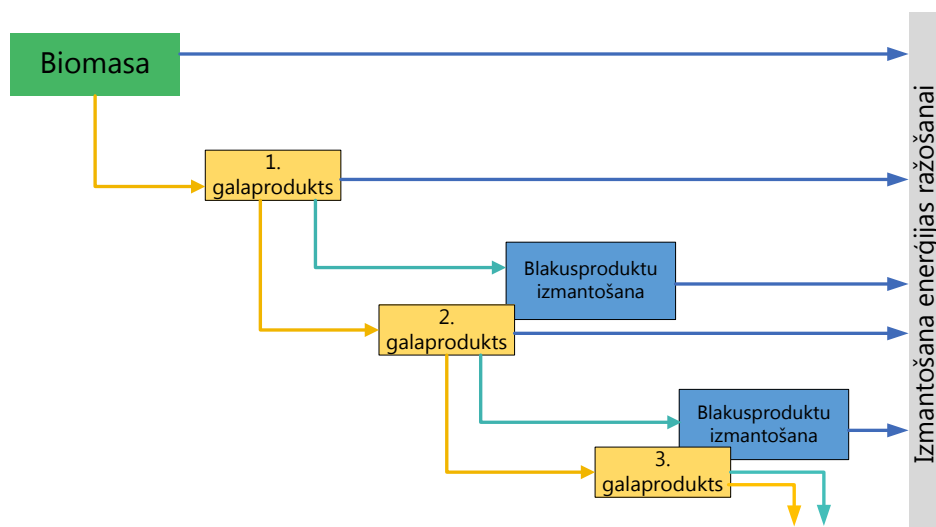 Biomasa
1.
galaprodukts
Blakusproduktu
izmantošana
2.
galaprodukts
Blakusproduktu
izmantošana
3.
galaprodukts
Izmantošana enerģijas ražošanai